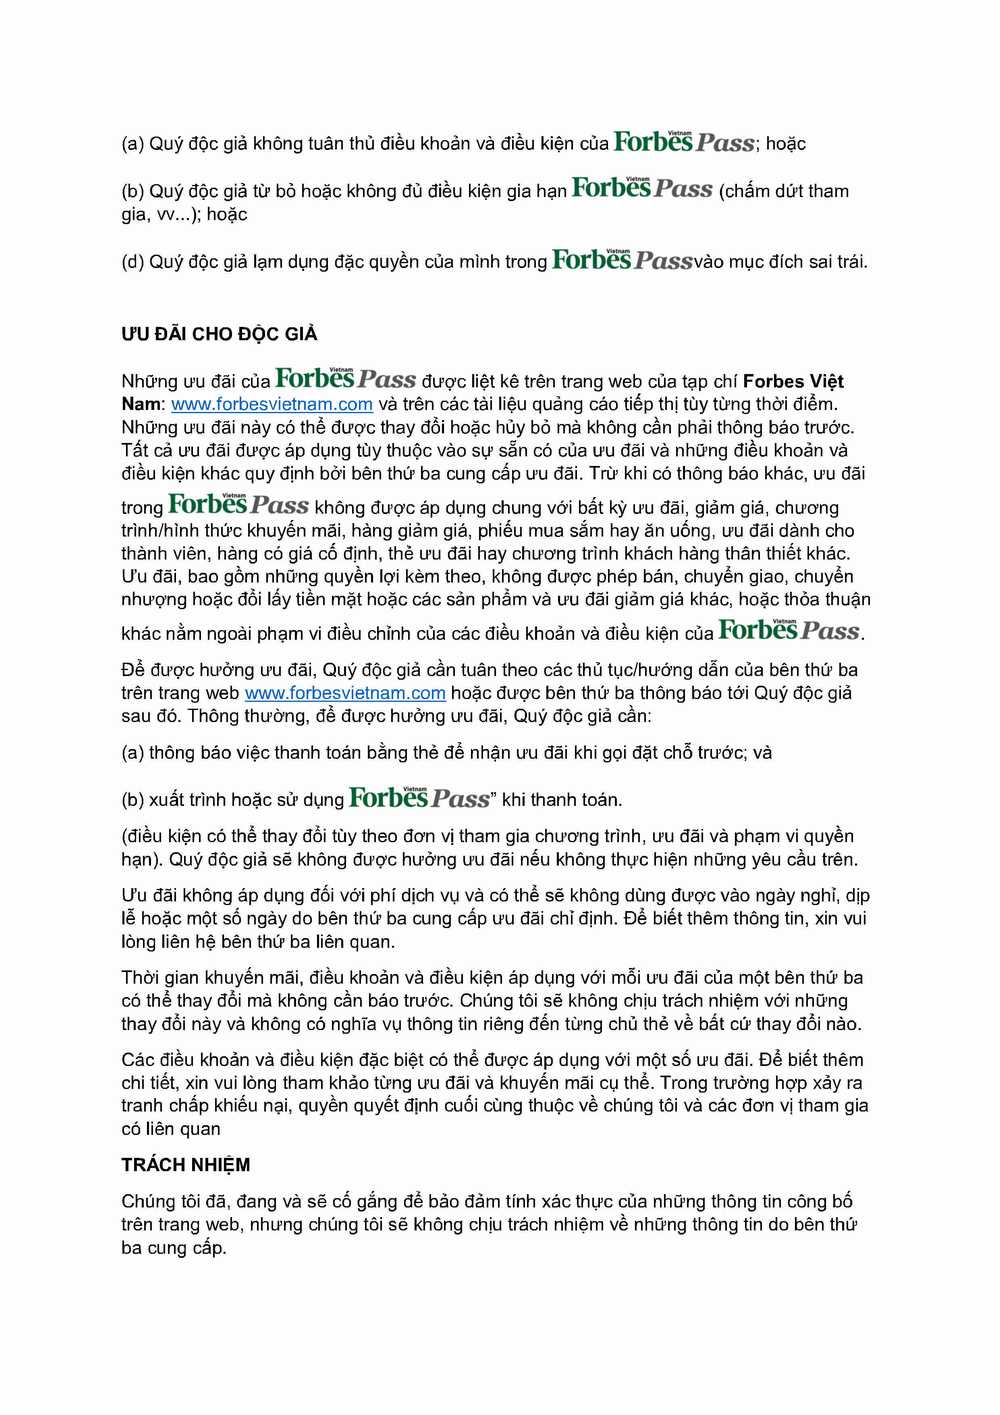 (a) Quý độc giả không tuân thủ điều khoản và điều kiện của Forbes Vietnam Pass; hoặc
(b) Quý độc giả từ bỏ hoặc không đủ điều kiện gia hạn Forbes Vietnam Pass (chấm dứt tham
gia, vv...); hoặc
(d) Quý độc giả lạm dụng đặc quyền của mình trong Forbes Vietnam Pass vào mục đích sai trái.
ƯU ĐÃI CHO ĐỘC GIẢ
Những ưu đãi của Forbes Vietnam Pass được liệt kê trên trang web của tạp chí Forbes Việt
Nam: www.forbesvietnam.com và trên các tài liệu quảng cáo tiếp thị tùy từng thời điểm.
Những ưu đãi này có thể được thay đổi hoặc hủy bỏ mà không cần phải thông báo trước.
Tất cả ưu đãi được áp dụng tùy thuộc vào sự sẵn có của ưu đãi và những điều khoản và
điều kiện khác quy định bởi bên thứ ba cung cấp ưu đãi. Trừ khi có thông báo khác, ưu đãi
trong Forbes Vietnam Pass không được áp dụng chung với bất kỳ ưu đãi, giảm giá, chương
trình/hình thức khuyến mãi, hàng giảm giá, phiếu mua sắm hay ăn uống, ưu đãi dành cho
thành viên, hàng có giá cố định, thẻ ưu đãi hay chương trình khách hàng thân thiết khác.
Ưu đãi, bao gồm những quyền lợi kèm theo, không được phép bán, chuyển giao, chuyển
nhượng hoặc đổi lấy tiền mặt hoặc các sản phẩm và ưu đãi giảm giá khác, hoặc thỏa thuận
khác nằm ngoài phạm vi điều chỉnh của các điều khoản và điều kiện của Forbes Vietnam Pass.
Để được hưởng ưu đãi, Quý độc giả cần tuân theo các thủ tục/hướng dẫn của bên thứ ba
trên trang web www.forbesvietnam.com hoặc được bên thứ ba thông báo tới Quý độc giả
sau đó. Thông thường, để được hưởng ưu đãi, Quý độc giả cần:
(a) thông báo việc thanh toán bằng thẻ để nhận ưu đãi khi gọi đặt chỗ trước; và
(b) xuất trình hoặc sử dụng Forbes Vietnam Pass” khi thanh toán.
(điều kiện có thể thay đổi tùy theo đơn vị tham gia chương trình, ưu đãi và phạm vi quyền
hạn). Quý độc giả sẽ không được hưởng ưu đãi nếu không thực hiện những yêu cầu trên.
Ưu đãi không áp dụng đối với phí dịch vụ và có thể sẽ không dùng được vào ngày nghỉ, dịp
lễ hoặc một số ngày do bên thứ ba cung cấp ưu đãi chỉ định. Để biết thêm thông tin, xin vui
lòng liên hệ bên thứ ba liên quan.
Thời gian khuyến mãi, điều khoản và điều kiện áp dụng với mỗi ưu đãi của một bên thứ ba
có thể thay đổi mà không cần báo trước. Chúng tôi sẽ không chịu trách nhiệm với những
thay đổi này và không có nghĩa vụ thông tin riêng đến từng chủ thẻ về bất cứ thay đổi nào.
Các điều khoản và điều kiện đặc biệt có thể được áp dụng với một số ưu đãi. Để biết thêm
chi tiết, xin vui lòng tham khảo từng ưu đãi và khuyến mãi cụ thể. Trong trường hợp xảy ra
tranh chấp khiếu nại, quyền quyết định cuối cùng thuộc về chúng tôi và các đơn vị tham gia
có liên quan
TRÁCH NHIỆM
Chúng tôi đã, đang và sẽ cố gắng để bảo đảm tính xác thực của những thông tin công bố
trên trang web, nhưng chúng tôi sẽ không chịu trách nhiệm về những thông tin do bên thứ
ba cung cấp.